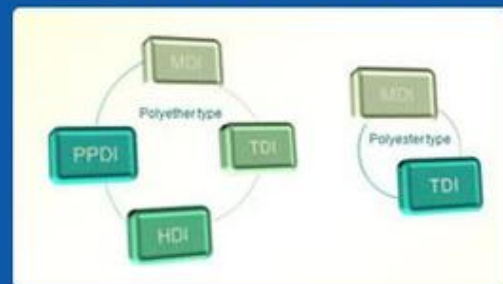 MDI
Polyether type
PPDI
TDI
HDI
MDI
Polyester type
TDI